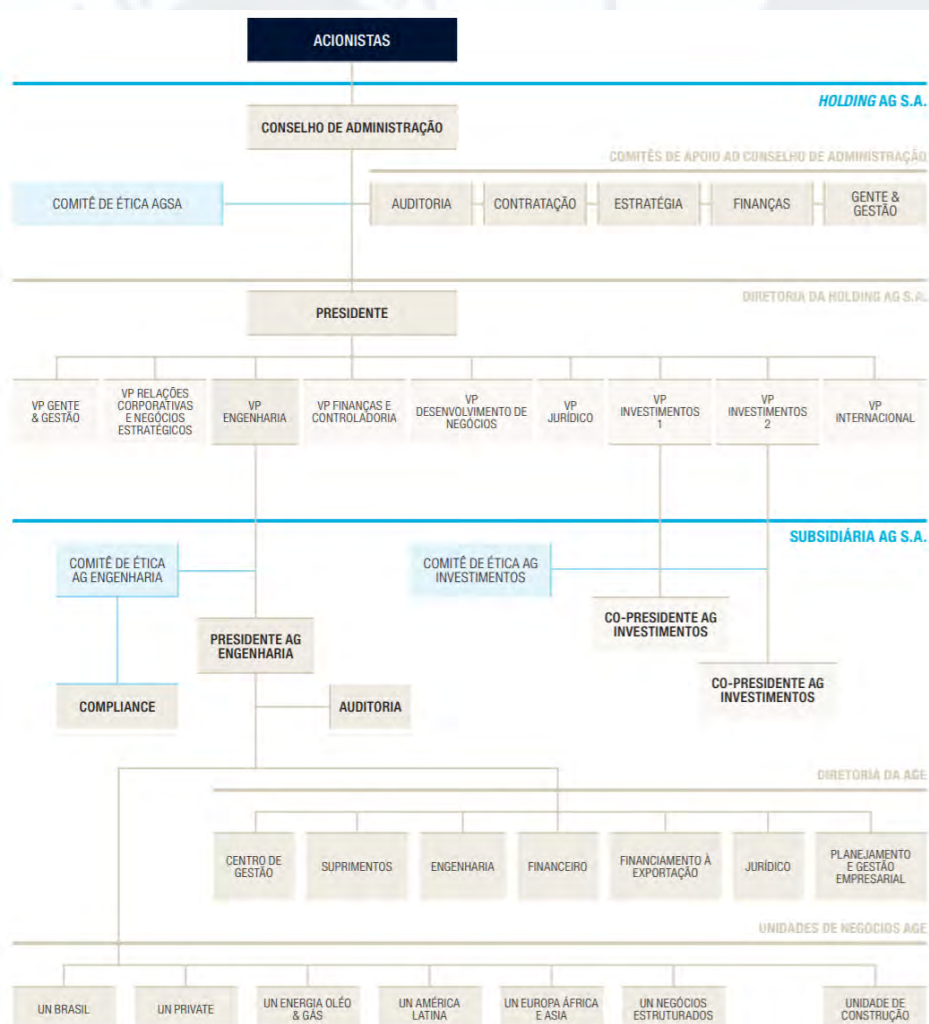 ACIONISTAS
HOLDING AG S.A.
CONSELHO DE ADMINISTRAÇÃO
COMITÊS DE APOIO AO CONSELHO DE ADMINISTRAÇÃO
COMITÊ DE ÉTICA AGSA
AUDITORIA
CONTRATAÇÃO
ESTRATÉGIA
FINANÇAS
GENTE &
GESTÃO
DIRETORIA DA HOLDING AG S.A.
PRESIDENTE
VP GENTE
& GESTÃO
VP RELAÇÕES
CORPORATIVAS
E NEGÓCIOS
ESTRATÉGICOS
VP
ENGENHARIA
VP FINANÇAS E
CONTROLADORIA
VP
DESENVOLVIMENTO DE
NEGÓCIOS
VP
JURÍDICO
VP
INVESTIMENTOS
1
VP
INVESTIMENTOS
2
VP
INTERNACIONAL
SUBSIDIÁRIA AG S.A.
COMITÊ DE ÉTICA
AG ENGENHARIA
COMITÊ DE ÉTICA AG
INVESTIMENTOS
CO-PRESIDENTE AG
INVESTIMENTOS
PRESIDENTE AG
ENGENHARIA
CO-PRESIDENTE AG
INVESTIMENTOS
COMPLIANCE
AUDITORIA
DIRETORIA DA AGE
CENTRO DE
GESTÃO
SUPRIMENTOS
ENGENHARIA
FINANCEIRO
FINANCIAMENTO À
EXPORTAÇÃO
JURÍDICO
PLANEJAMENTO
E GESTÃO
EMPRESARIAL
UNIDADES DE NEGÓCIOS AGE
UN BRASIL
UN PRIVATE
UN ENERGIA OLÉO
& GÁS
UN AMÉRICA
LATINA
UN EUROPA ÁFRICA
E ASIA
UN NEGÓCIOS
ESTRUTURADOS
UNIDADE DE
CONSTRUÇÃO